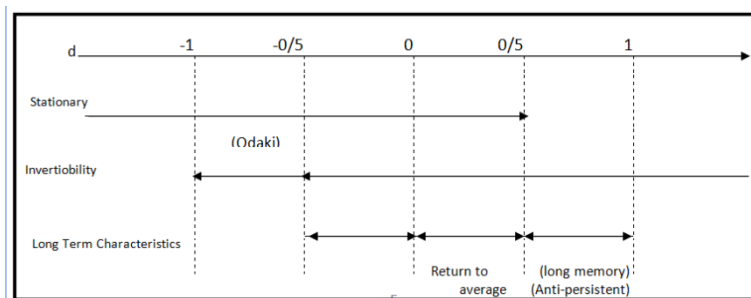 d -1 -0/5 0 0/5 1
Stationary
(Odaki)
Invertiobility
Long Term Characteristics
Return to (long memory)
average (Anti-persistent)